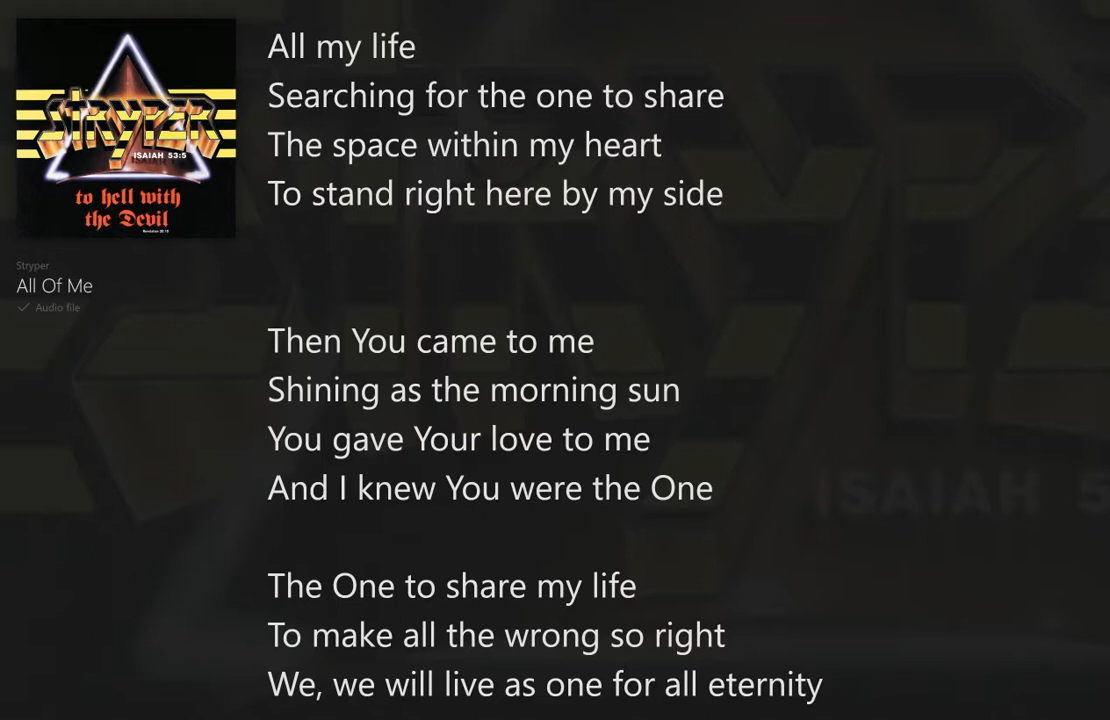 STRYPER
ISAIAH 53:5
to hell with
the Devil
Stryper
All Of Me
Audio file
All my life
Searching for the one to share
The space within my heart
To stand right here by my side
Then You came to me
Shining as the morning sun
You gave Your love to me
And I knew You were the One
The One to share my life
To make all the wrong so right
We, we will live as one for all eternity
ISAIAH 5